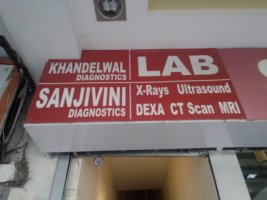 KHANDELWAL
DIAGNOSTICS
LAB
SANJIVINI
DIAGNOSTICS
X-Rays Ultrasound
DEXA CT Scan MRI